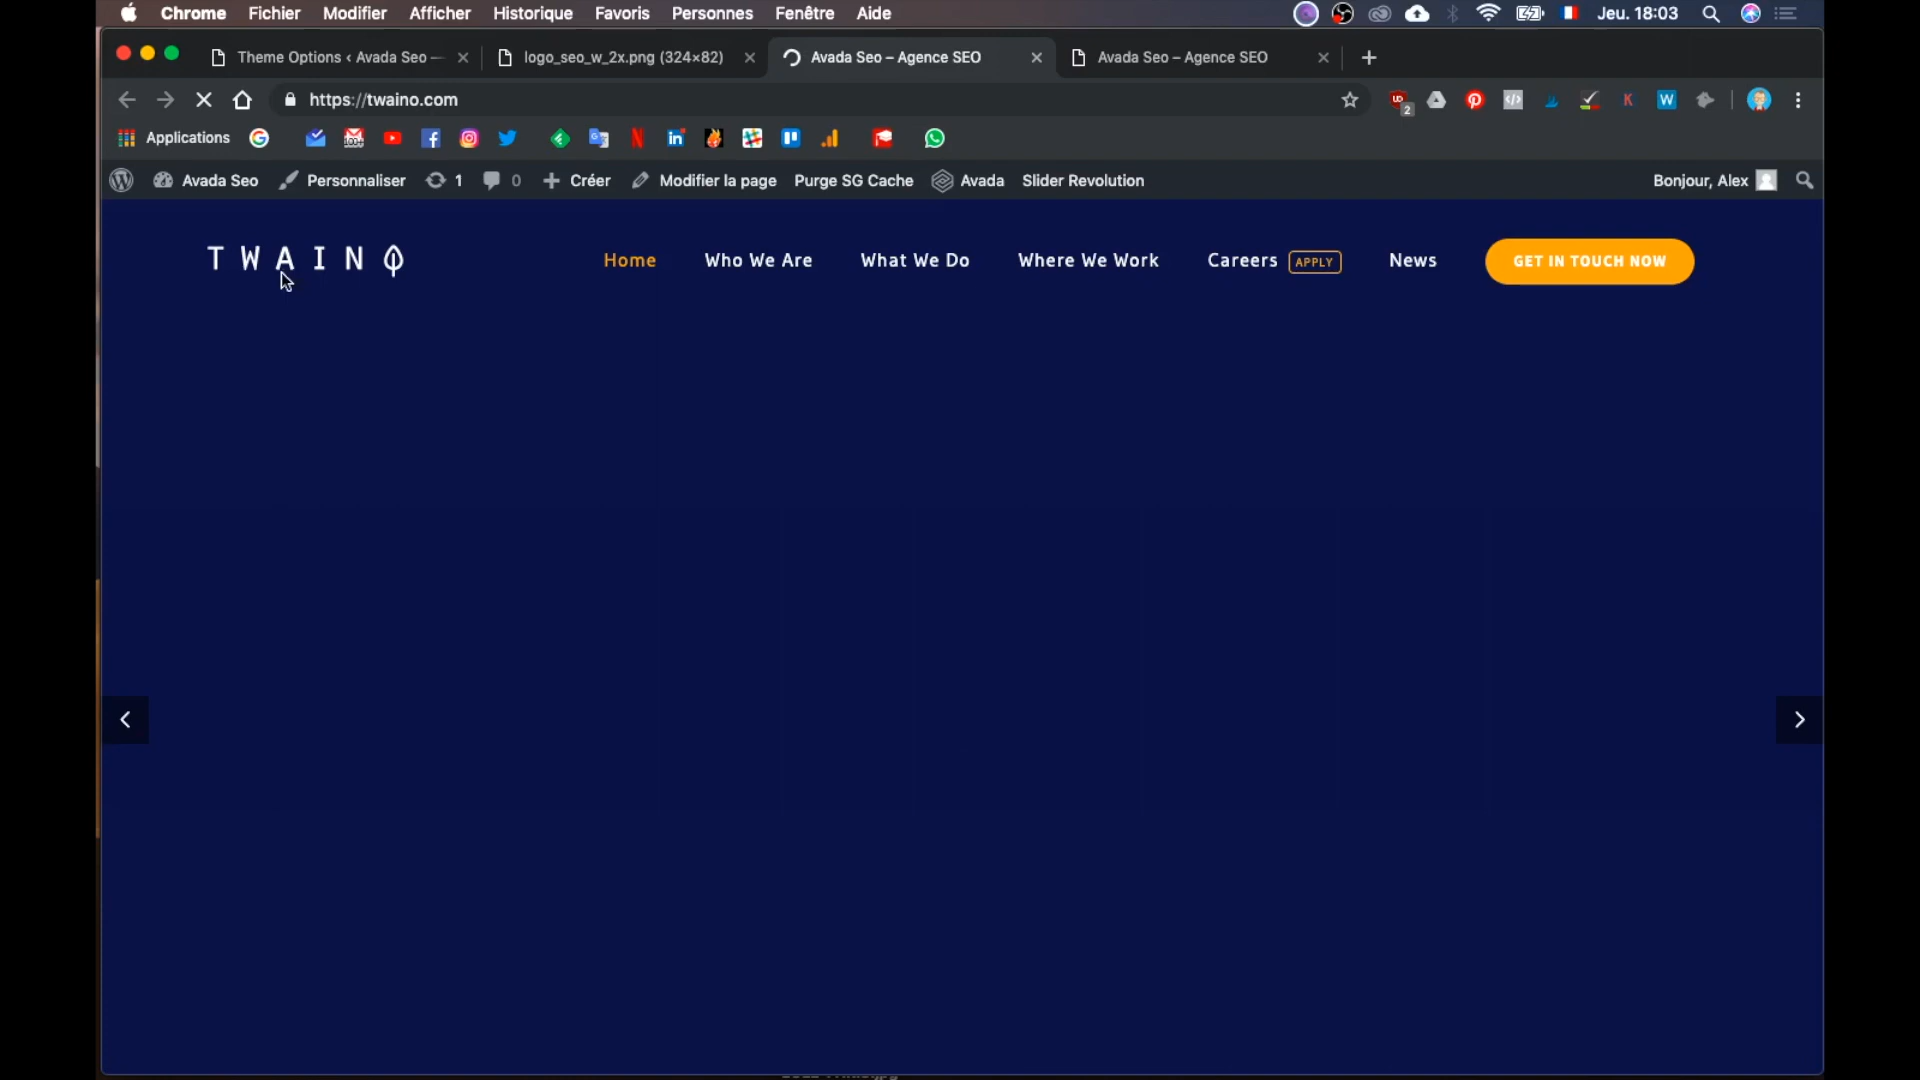 Chrome Fichier Modifier Afficher Historique Favoris Personnes Fenêtre Aide Jeu. 18:03
Theme Options ‹ Avada Seo — logo_seo_w_2x.png (324×82) Avada Seo – Agence SEO Avada Seo – Agence SEO
https://twaino.com
Applications
Avada Seo Personnaliser 1 0 Créer Modifier la page Purge SG Cache Avada Slider Revolution Bonjour, Alex
TWAINO Home Who We Are What We Do Where We Work Careers APPLY News GET IN TOUCH NOW